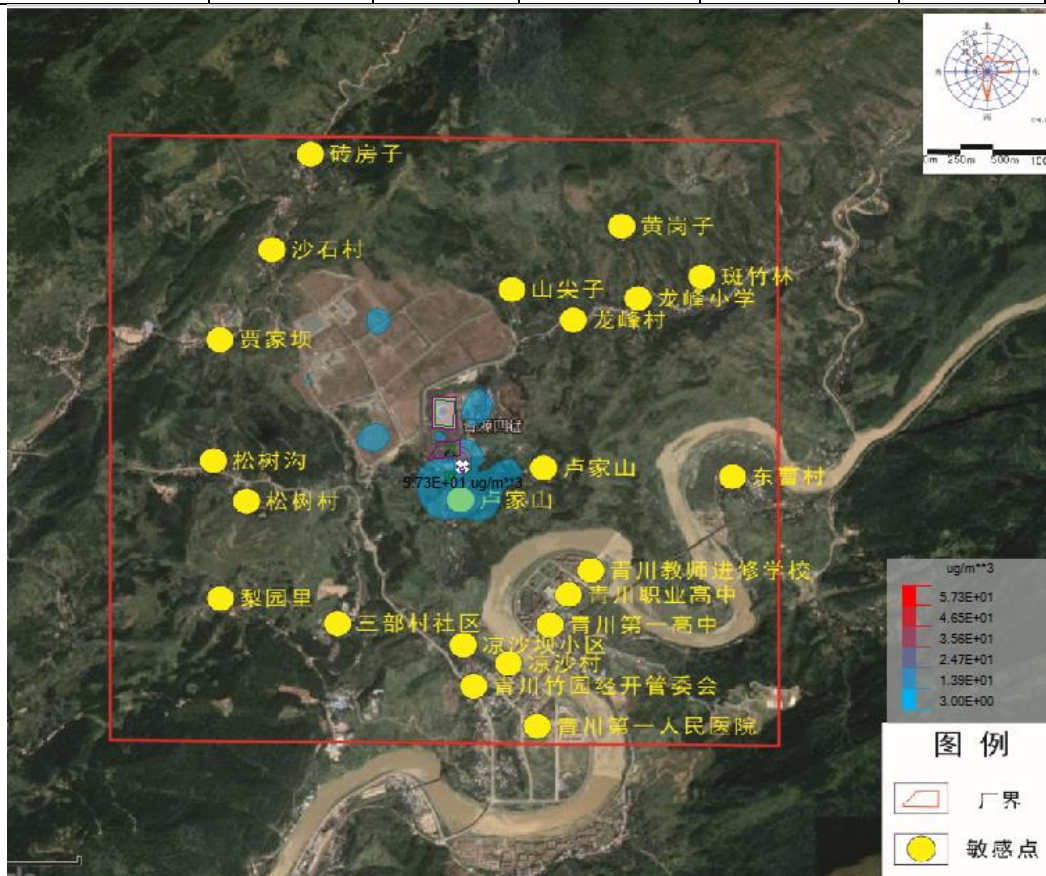 北
西
东
南
0m 250m 500m 100
砖房子
黄岗子
沙石村
斑竹林
山尖子
龙峰小学
龙峰村
贾家坝
松树沟
卢家山
东曹村
5.73E+01 ug/m**3
卢家山
松树村
青川教师进修学校
青川职业高中
梨园里
三部村社区
青川第一高中
凉沙坝小区
凉沙村
青川竹园经开管委会
青川第一人民医院
ug/m**3
5.73E+01
4.65E+01
3.56E+01
2.47E+01
1.39E+01
3.00E+00
图 例
厂界
敏感点